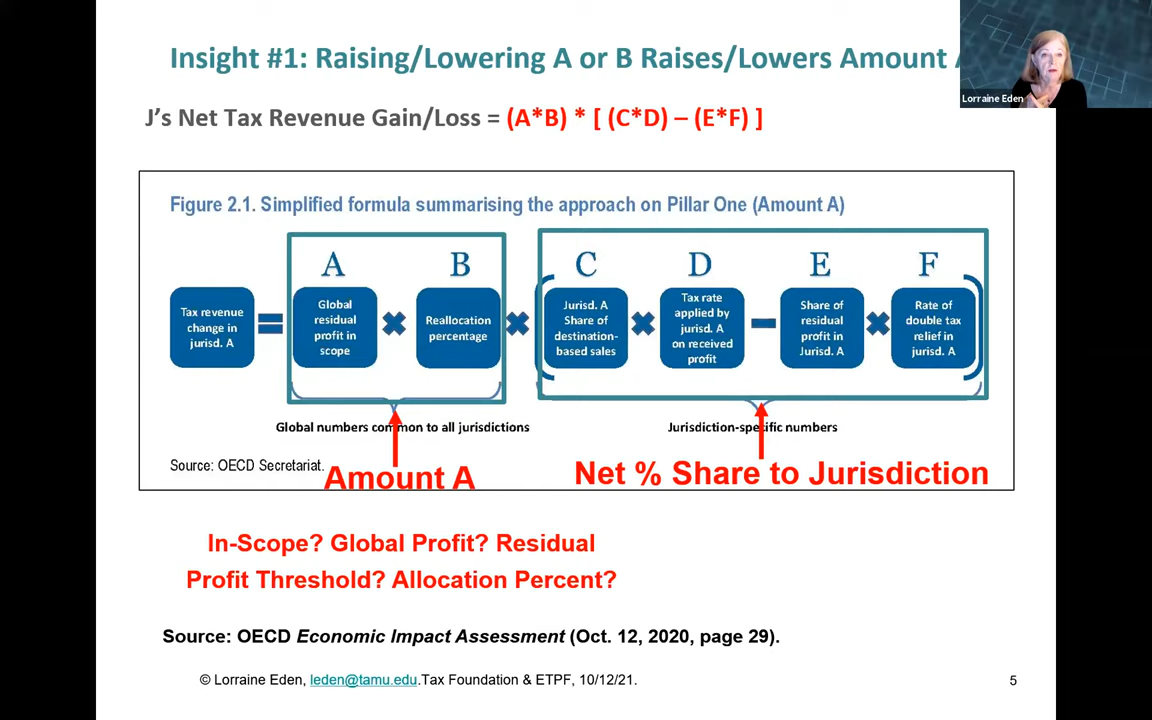 Insight #1: Raising/Lowering A or B Raises/Lowers Amount
Lorraine Eden
J's Net Tax Revenue Gain/Loss = (A*B) * [ (C*D) – (E*F) ]
Figure 2.1. Simplified formula summarising the approach on Pillar One (Amount A)
A
B
C
D
E
F
Tax revenue
change in
jurisd. A
=
Global
residual
profit in
scope
×
Reallocation
percentage
×
(
Jurisd. A
Share of
destination-
based sales
×
Tax rate
applied by
jurisd. A
on received
profit
–
Share of
residual
profit in
Jurisd. A
×
Rate of
double tax
relief in
jurisd. A
)
Global numbers common to all jurisdictions
Jurisdiction-specific numbers
Source: OECD Secretariat.
Amount A
Net % Share to Jurisdiction
In-Scope? Global Profit? Residual
Profit Threshold? Allocation Percent?
Source: OECD Economic Impact Assessment (Oct. 12, 2020, page 29).
© Lorraine Eden, leden@tamu.edu.Tax Foundation & ETPF, 10/12/21.
5